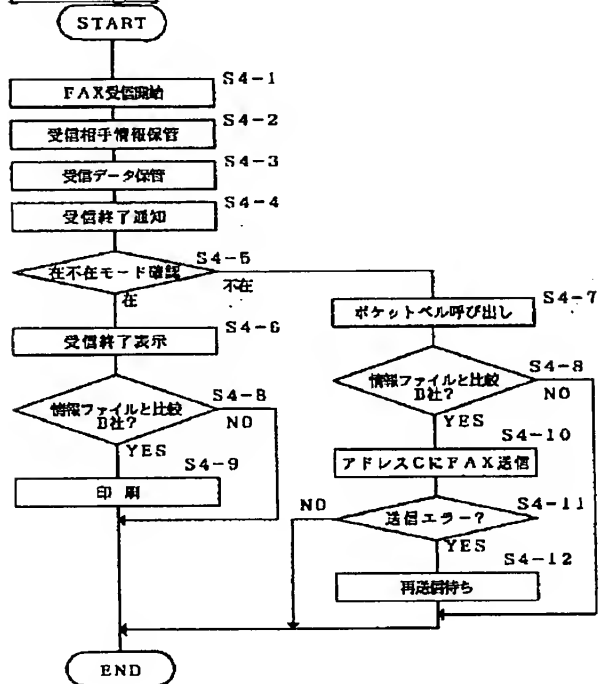 START
S4-1
FAX受信開始
S4-2
受信相手情報保管
S4-3
受信データ保管
S4-4
受信終了通知
S4-5
在不在モード確認
不在
在
S4-6
受信終了表示
S4-8
情報ファイルと比較
D社?
NO
YES
S4-9
印刷
S4-7
ポケットベル呼び出し
S4-8
情報ファイルと比較
D社?
NO
YES
S4-10
アドレスCにFAX送信
S4-11
送信エラー?
NO
YES
S4-12
再送信待ち
END